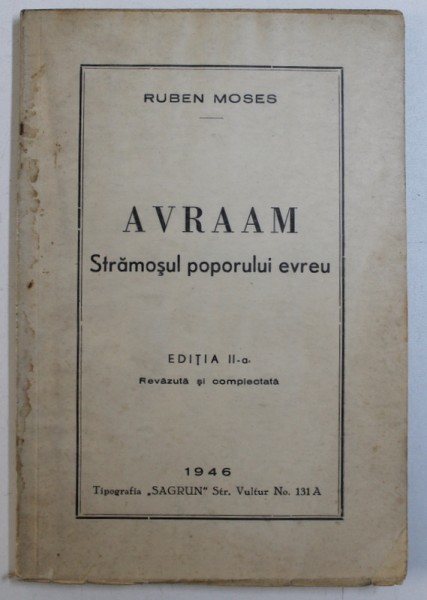 RUBEN MOSES
AVRAAM
Strămoşul poporului evreu
EDIŢIA II-a.
Revăzută şi complectată
1946
Tipografia „SAGRUN" Str. Vultur No. 131 A